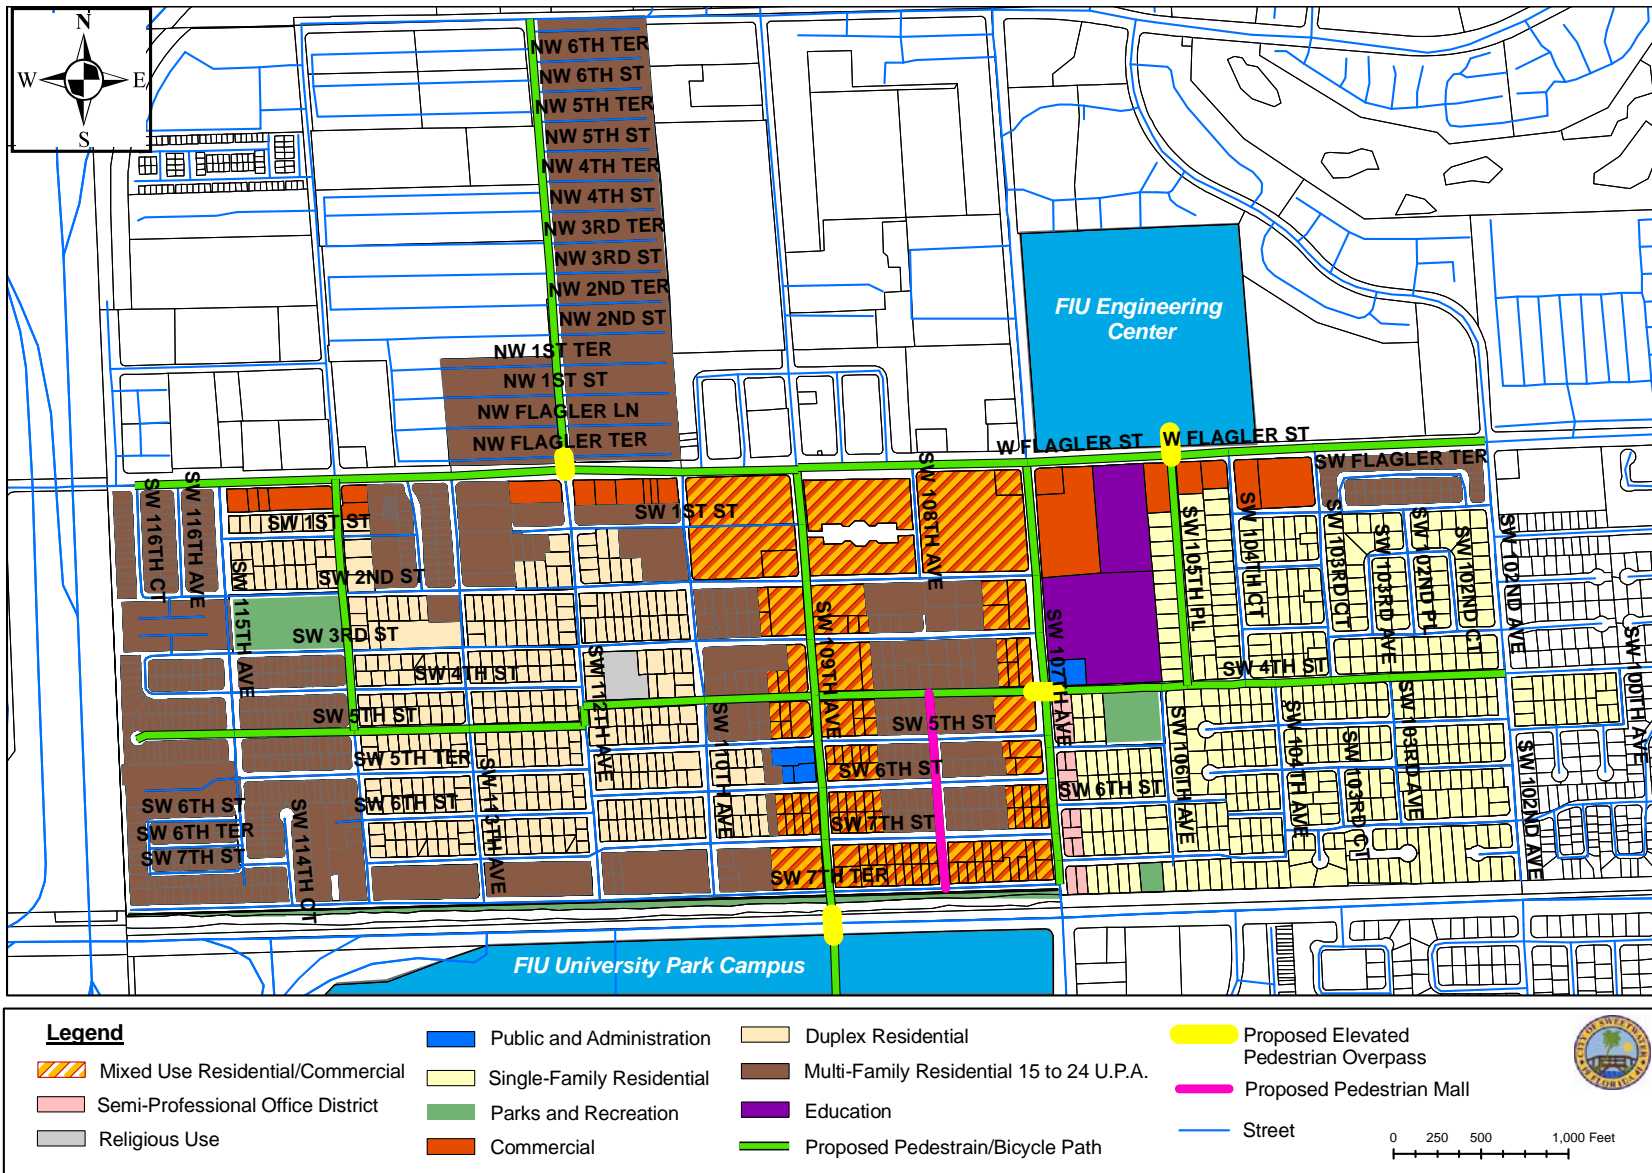 N
W
E
S
NW 6TH TER
NW 6TH ST
NW 5TH TER
NW 5TH ST
NW 4TH TER
NW 4TH ST
NW 3RD TER
NW 3RD ST
NW 2ND TER
NW 2ND ST
NW 1ST TER
NW 1ST ST
NW FLAGLER LN
NW FLAGLER TER
FIU Engineering
Center
W FLAGLER ST
W FLAGLER ST
SW FLAGLER TER
SW 116TH CT
SW 116TH AVE
SW 1ST ST
SW 1ST ST
SW 108TH AVE
SW 2ND ST
SW 115TH AVE
SW 3RD ST
SW 105TH PL
SW 104TH CT
SW 103RD CT
SW 103RD AVE
SW 102ND PL
SW 102ND CT
SW 102ND AVE
SW 100TH AVE
SW 4TH ST
SW 4TH ST
SW 112TH AVE
SW 109TH AVE
SW 107TH AVE
SW 5TH ST
SW 5TH ST
SW 110TH AVE
SW 106TH AVE
SW 104TH AVE
SW 103RD CT
SW 103RD AVE
SW 102ND AVE
SW 5TH TER
SW 113TH AVE
SW 6TH ST
SW 6TH ST
SW 6TH ST
SW 6TH ST
SW 6TH TER
SW 7TH ST
SW 7TH ST
SW 114TH CT
SW 7TH TER
FIU University Park Campus
Legend
Mixed Use Residential/Commercial
Semi-Professional Office District
Religious Use
Public and Administration
Single-Family Residential
Parks and Recreation
Commercial
Duplex Residential
Multi-Family Residential 15 to 24 U.P.A.
Education
Proposed Pedestrain/Bicycle Path
Proposed Elevated
Pedestrian Overpass
Proposed Pedestrian Mall
Street
0 250 500 1,000 Feet
CITY OF SWEETWATER
FLORIDA